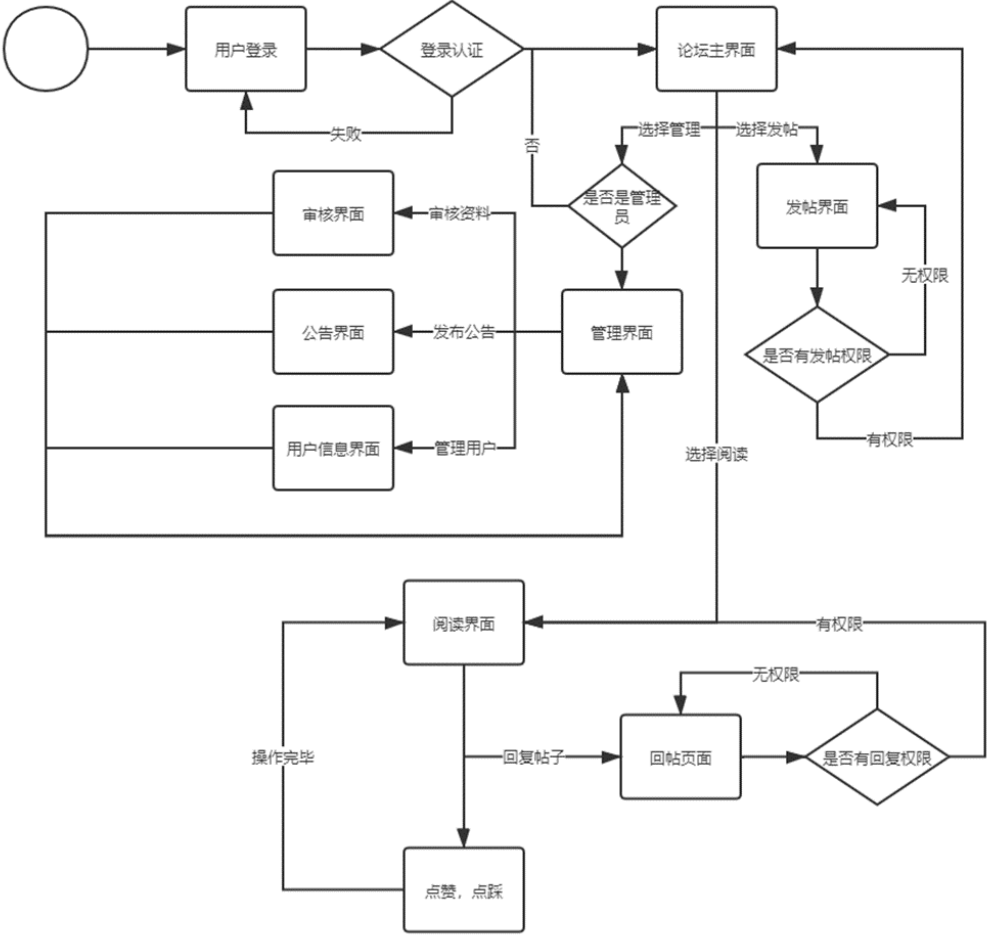 用户登录
登录认证
论坛主界面
失败
选择管理
选择发帖
否
是否是管理
员
发帖界面
审核界面
审核资料
无权限
公告界面
发布公告
管理界面
是否有发帖权限
用户信息界面
管理用户
有权限
选择阅读
阅读界面
有权限
无权限
操作完毕
回复帖子
回帖页面
是否有回复权限
点赞，点踩